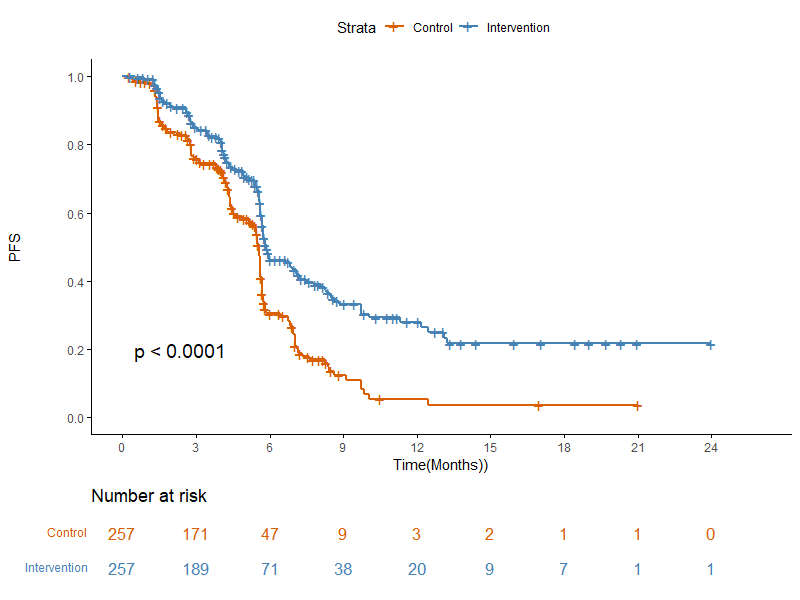 Strata Control Intervention
PFS
1.0
0.8
0.6
0.4
0.2
0.0
p < 0.0001
0 3 6 9 12 15 18 21 24
Time(Months))
Number at risk
Control 257 171 47 9 3 2 1 1 0
Intervention 257 189 71 38 20 9 7 1 1